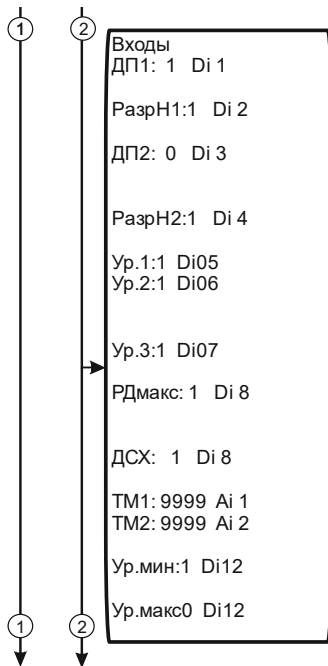 1 2
Входы
ДП1: 1 Di 1
РазрН1:1 Di 2
ДП2: 0 Di 3
РазрН2:1 Di 4
Ур.1:1 Di05
Ур.2:1 Di06
Ур.3:1 Di07
РДмакс: 1 Di 8
ДСХ: 1 Di 8
ТМ1: 9999 Ai 1
ТМ2: 9999 Ai 2
Ур.мин:1 Di12
Ур.макс0 Di12
1 2